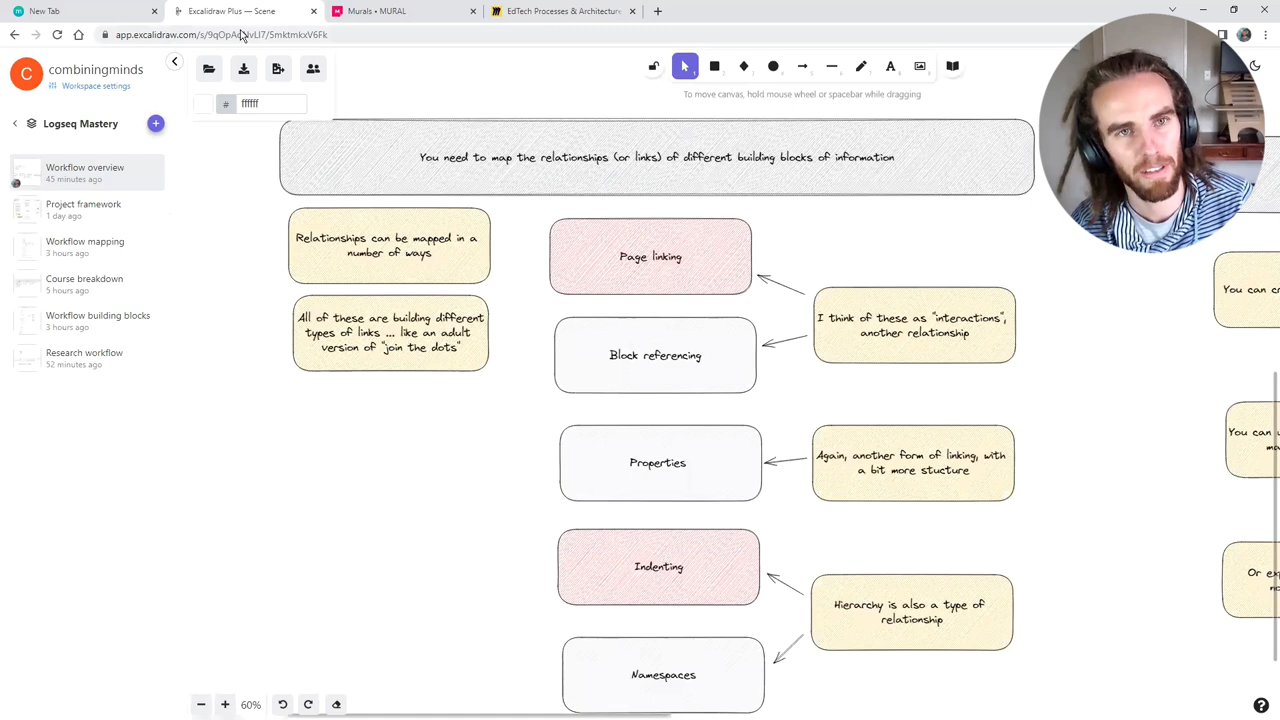 New Tab
Excalidraw Plus — Scene
Murals • MURAL
EdTech Processes & Architecture
combiningminds
Workspace settings
C
# ffffff
To move canvas, hold mouse wheel or spacebar while dragging
Logseq Mastery
Workflow overview
45 minutes ago
Project framework
1 day ago
Workflow mapping
3 hours ago
Course breakdown
5 hours ago
Workflow building blocks
3 hours ago
Research workflow
52 minutes ago
You need to map the relationships (or links) of different building blocks of information
Relationships can be mapped in a
number of ways
All of these are building different
types of links ... like an adult
version of "join the dots"
Page linking
Block referencing
I think of these as "interactions",
another relationship
Properties
Again, another form of linking, with
a bit more stucture
Indenting
Hierarchy is also a type of
relationship
Namespaces
You can
You can
Or
60%